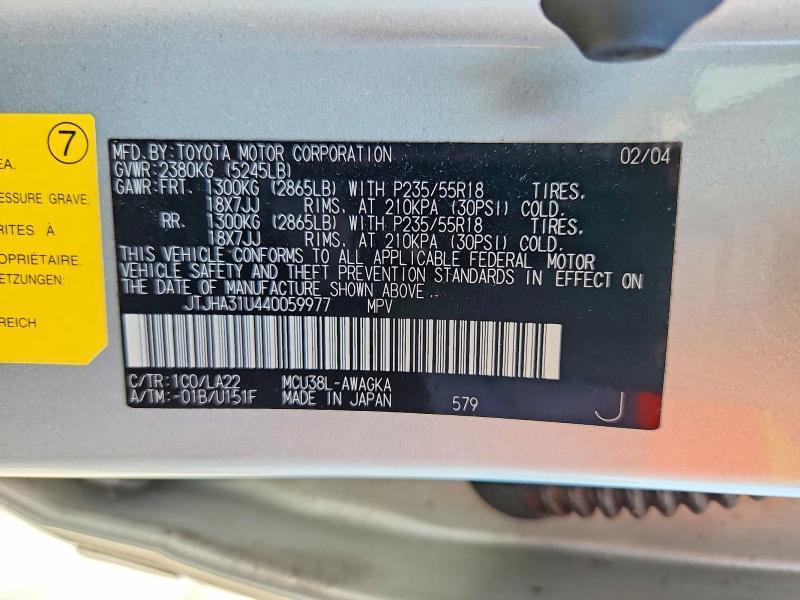 7
EA.
ESSURE GRAVE:
RITES À
OPRIÉTAIRE.
ETZUNGEN:
REICH
MFD.BY:TOYOTA MOTOR CORPORATION 02/04
GVWR:2380KG (5245LB)
GAWR:FRT. 1300KG (2865LB) WITH P235/55R18 TIRES,
18X7JJ RIMS, AT 210KPA (30PSI) COLD.
RR. 1300KG (2865LB) WITH P235/55R18 TIRES,
18X7JJ RIMS, AT 210KPA (30PSI) COLD.
THIS VEHICLE CONFORMS TO ALL APPLICABLE FEDERAL MOTOR
VEHICLE SAFETY AND THEFT PREVENTION STANDARDS IN EFFECT ON
THE DATE OF MANUFACTURE SHOWN ABOVE.
JTJHA31U440059977 MPV
C/TR:1C0/LA22 MCU38L-AWAGKA
A/TM:-01B/U151F MADE IN JAPAN 579 J